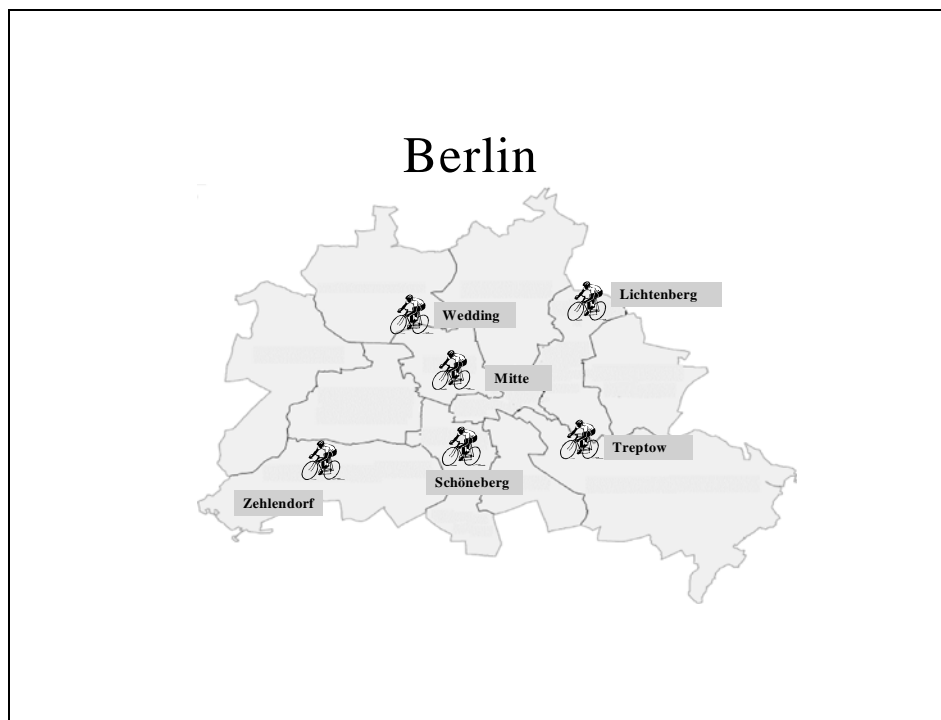 Berlin
Lichtenberg
Wedding
Mitte
Treptow
Schöneberg
Zehlendorf